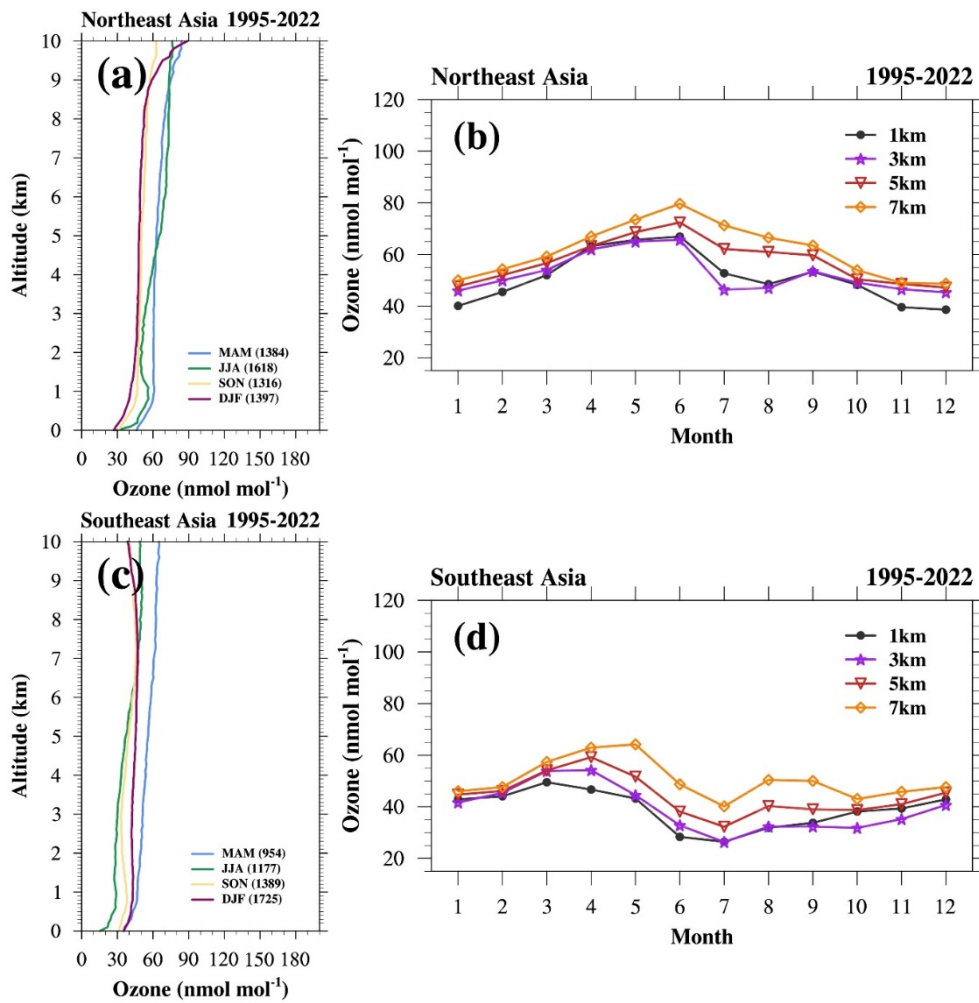 Northeast Asia 1995-2022
(a)
10
9
8
7
6
5
4
3
2
1
0
Altitude (km)
MAM (1384)
JJA (1618)
SON (1316)
DJF (1397)
0 30 60 90 120 150 180
Ozone (nmol mol⁻¹)
Northeast Asia 1995-2022
(b)
120
100
80
60
40
20
Ozone (nmol mol⁻¹)
1km
3km
5km
7km
1 2 3 4 5 6 7 8 9 10 11 12
Month
Southeast Asia 1995-2022
(c)
10
9
8
7
6
5
4
3
2
1
0
Altitude (km)
MAM (954)
JJA (1177)
SON (1389)
DJF (1725)
0 30 60 90 120 150 180
Ozone (nmol mol⁻¹)
Southeast Asia 1995-2022
(d)
120
100
80
60
40
20
Ozone (nmol mol⁻¹)
1km
3km
5km
7km
1 2 3 4 5 6 7 8 9 10 11 12
Month